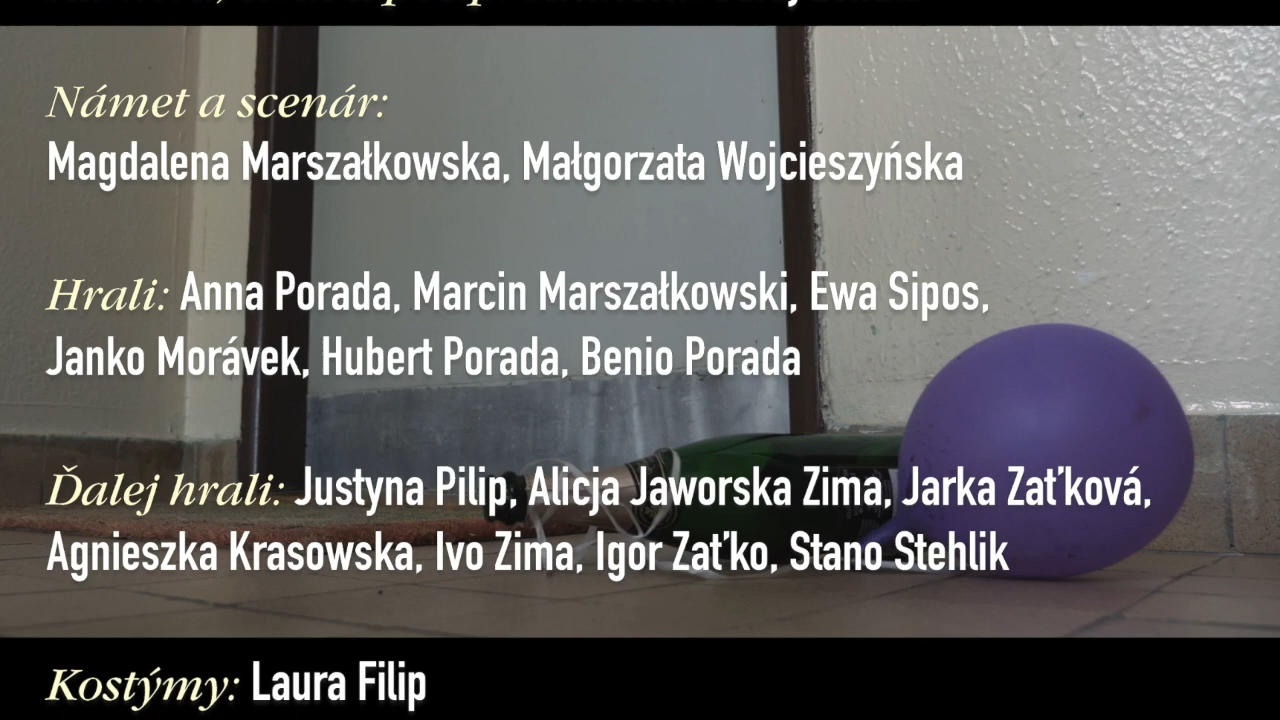 Námet a scenár:
Magdalena Marszałkowska, Małgorzata Wojcieszyńska
Hrali: Anna Porada, Marcin Marszałkowski, Ewa Sipos,
Janko Morávek, Hubert Porada, Benio Porada
Ďalej hrali: Justyna Pilip, Alicja Jaworska Zima, Jarka Zaťková,
Agnieszka Krasowska, Ivo Zima, Igor Zaťko, Stano Stehlik
Kostýmy: Laura Filip